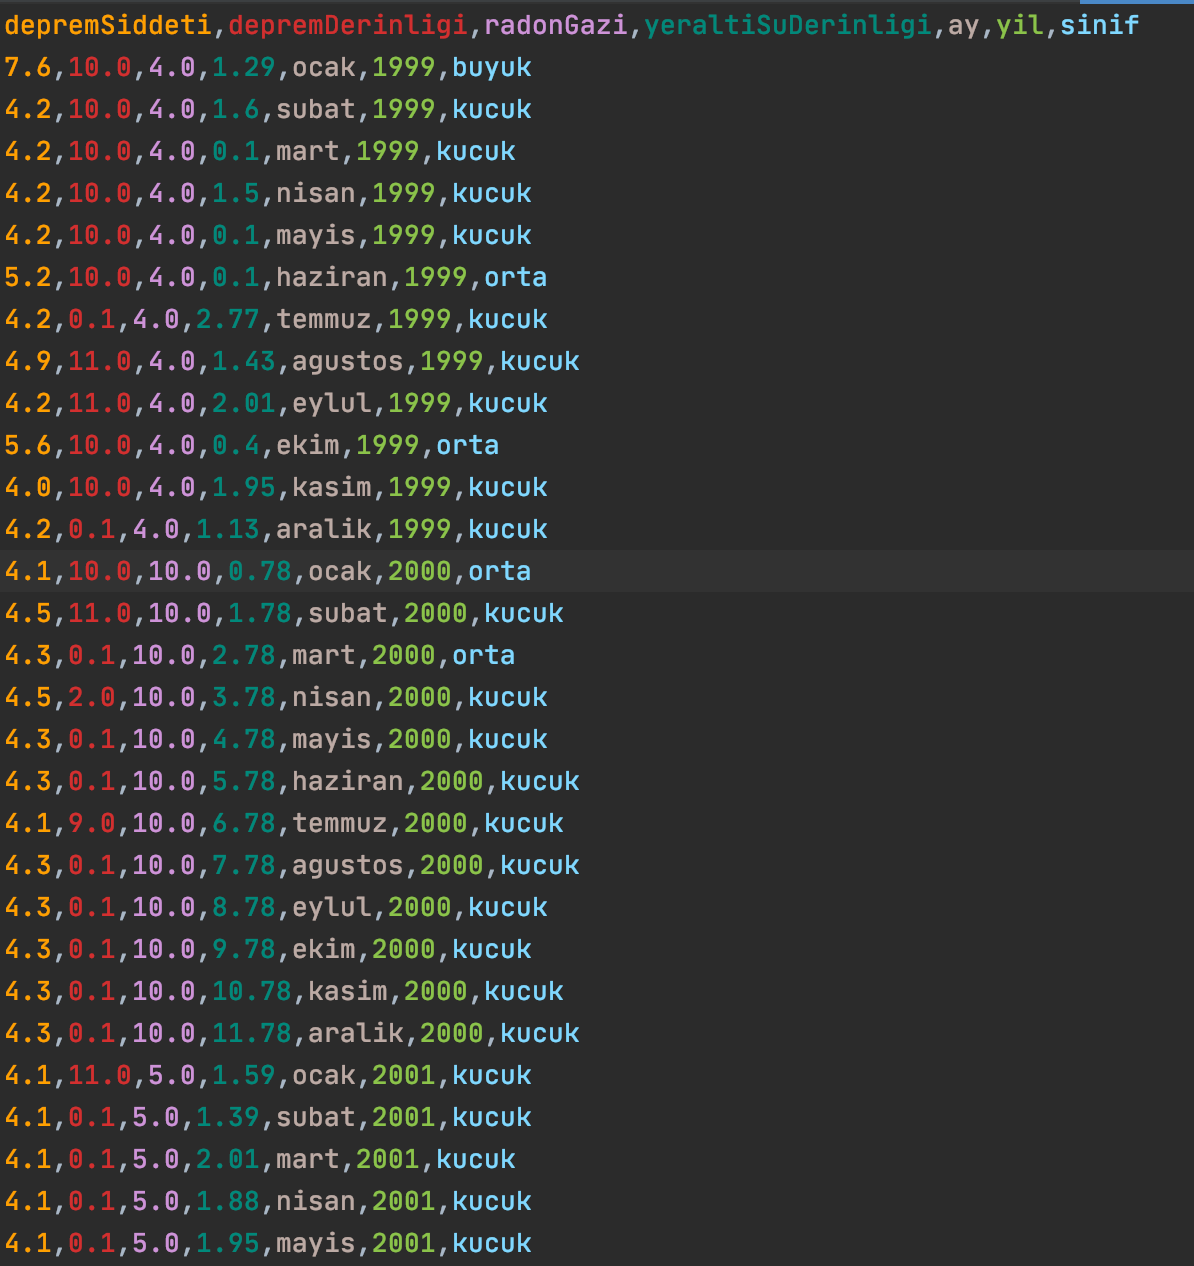 depremSiddeti,depremDerinligi,radonGazi,yeraltiSuDerinligi,ay,yil,sinif
7.6,10.0,4.0,1.29,ocak,1999,buyuk
4.2,10.0,4.0,1.6,subat,1999,kucuk
4.2,10.0,4.0,0.1,mart,1999,kucuk
4.2,10.0,4.0,1.5,nisan,1999,kucuk
4.2,10.0,4.0,0.1,mayis,1999,kucuk
5.2,10.0,4.0,0.1,haziran,1999,orta
4.2,0.1,4.0,2.77,temmuz,1999,kucuk
4.9,11.0,4.0,1.43,agustos,1999,kucuk
4.2,11.0,4.0,2.01,eylul,1999,kucuk
5.6,10.0,4.0,0.4,ekim,1999,orta
4.0,10.0,4.0,1.95,kasim,1999,kucuk
4.2,0.1,4.0,1.13,aralik,1999,kucuk
4.1,10.0,10.0,0.78,ocak,2000,orta
4.5,11.0,10.0,1.78,subat,2000,kucuk
4.3,0.1,10.0,2.78,mart,2000,orta
4.5,2.0,10.0,3.78,nisan,2000,kucuk
4.3,0.1,10.0,4.78,mayis,2000,kucuk
4.3,0.1,10.0,5.78,haziran,2000,kucuk
4.1,9.0,10.0,6.78,temmuz,2000,kucuk
4.3,0.1,10.0,7.78,agustos,2000,kucuk
4.3,0.1,10.0,8.78,eylul,2000,kucuk
4.3,0.1,10.0,9.78,ekim,2000,kucuk
4.3,0.1,10.0,10.78,kasim,2000,kucuk
4.3,0.1,10.0,11.78,aralik,2000,kucuk
4.1,11.0,5.0,1.59,ocak,2001,kucuk
4.1,0.1,5.0,1.39,subat,2001,kucuk
4.1,0.1,5.0,2.01,mart,2001,kucuk
4.1,0.1,5.0,1.88,nisan,2001,kucuk
4.1,0.1,5.0,1.95,mayis,2001,kucuk